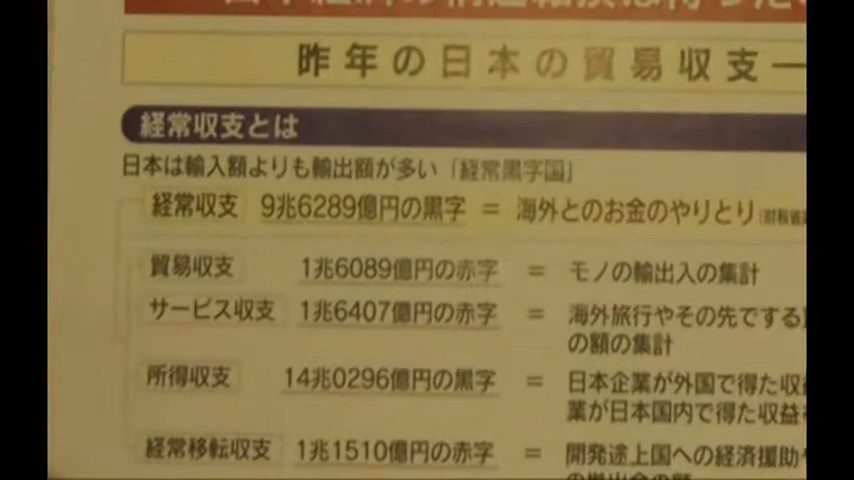 昨年の日本の貿易収支
経常収支とは
日本は輸入額よりも輸出額が多い「経常黒字国」
経常収支 9兆6289億円の黒字 = 海外とのお金のやりとり
貿易収支 1兆6089億円の赤字 = モノの輸出入の集計
サービス収支 1兆6407億円の赤字 = 海外旅行やその先でする
の額の集計
所得収支 14兆0296億円の黒字 = 日本企業が外国で得た収益
業が日本国内で得た収益
経常移転収支 1兆1510億円の赤字 = 開発途上国への経済援助